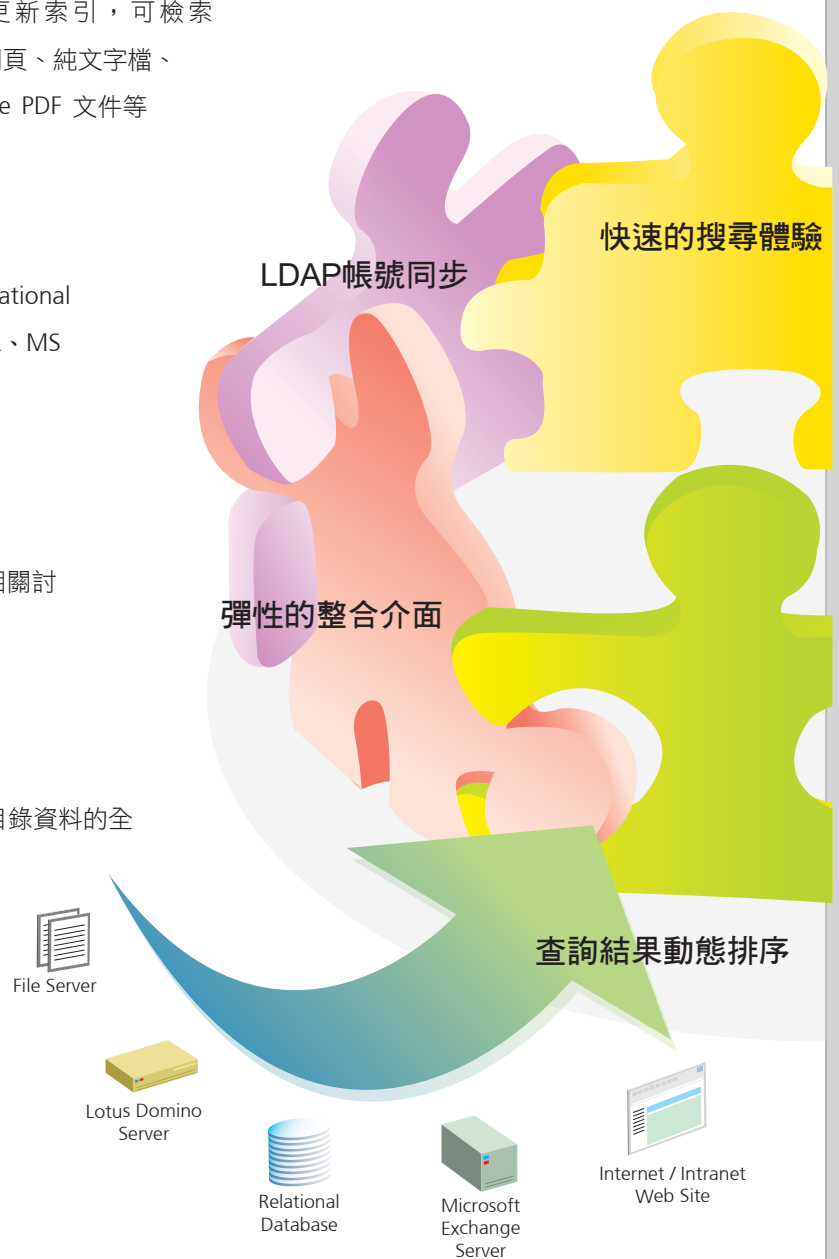 更新索引，可檢索
頁、純文字檔、
e PDF 文件等
快速的搜尋體驗
LDAP帳號同步
ational
、MS
相關討
彈性的整合介面
目錄資料的全
查詢結果動態排序
File Server
Lotus Domino
Server
Relational
Database
Microsoft
Exchange
Server
Internet / Intranet
Web Site